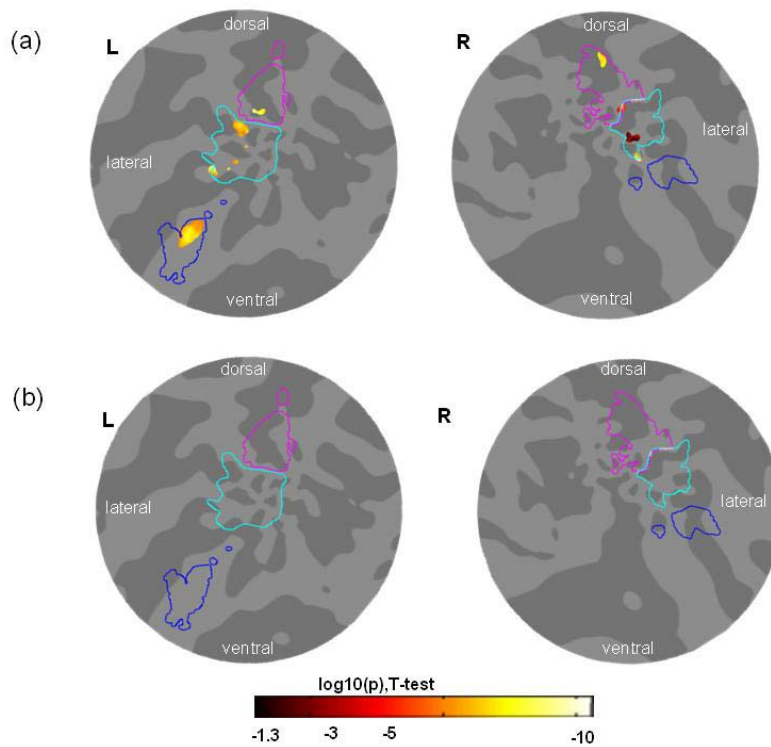 (a)
L
dorsal
lateral
ventral
R
dorsal
lateral
ventral
(b)
L
dorsal
lateral
ventral
R
dorsal
lateral
ventral
log10(p),T-test
-1.3 -3 -5 -10